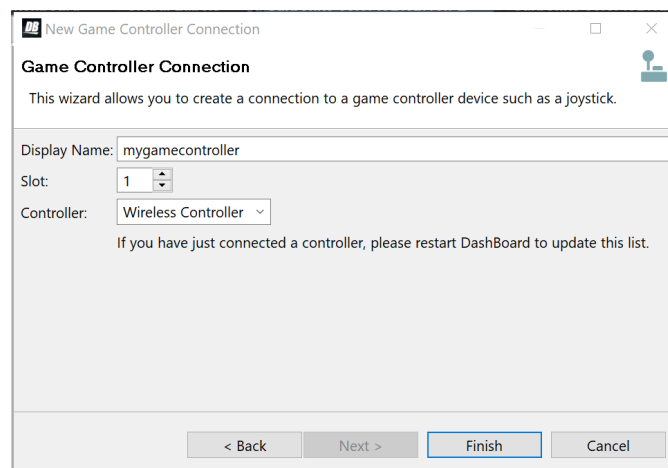 DB New Game Controller Connection
Game Controller Connection
This wizard allows you to create a connection to a game controller device such as a joystick.
Display Name: mygamecontroller
Slot: 1
Controller: Wireless Controller
If you have just connected a controller, please restart DashBoard to update this list.
< Back Next > Finish Cancel